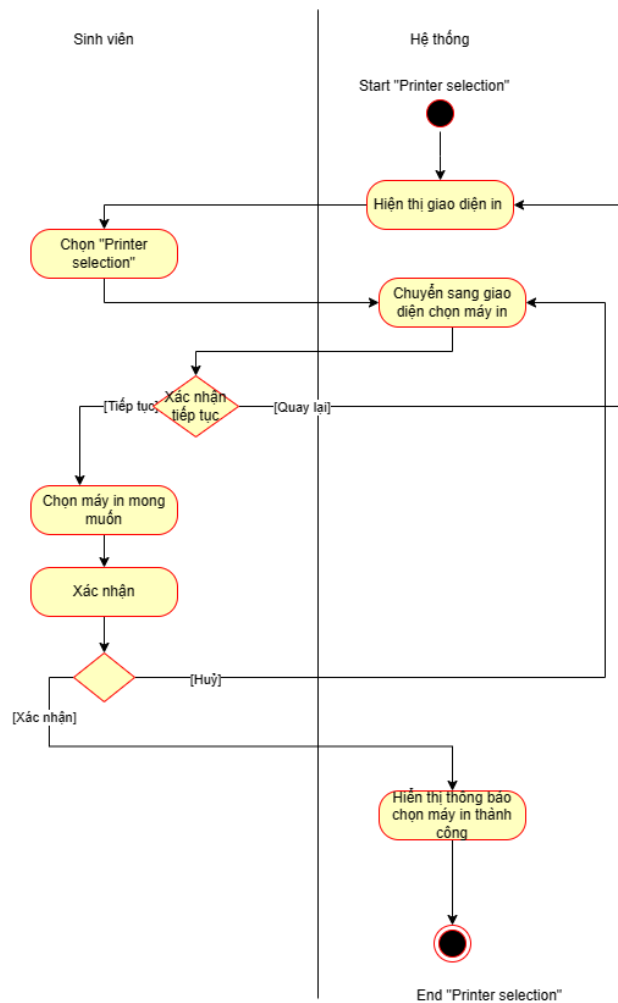 Sinh viên
Hệ thống
Start "Printer selection"
Hiện thị giao diện in
Chọn "Printer
selection"
Chuyển sang giao
diện chọn máy in
Xác nhận
tiếp tục
[Tiếp tục]
[Quay lại]
Chọn máy in mong
muốn
Xác nhận
[Huỷ]
[Xác nhận]
Hiển thị thông báo
chọn máy in thành
công
End "Printer selection"